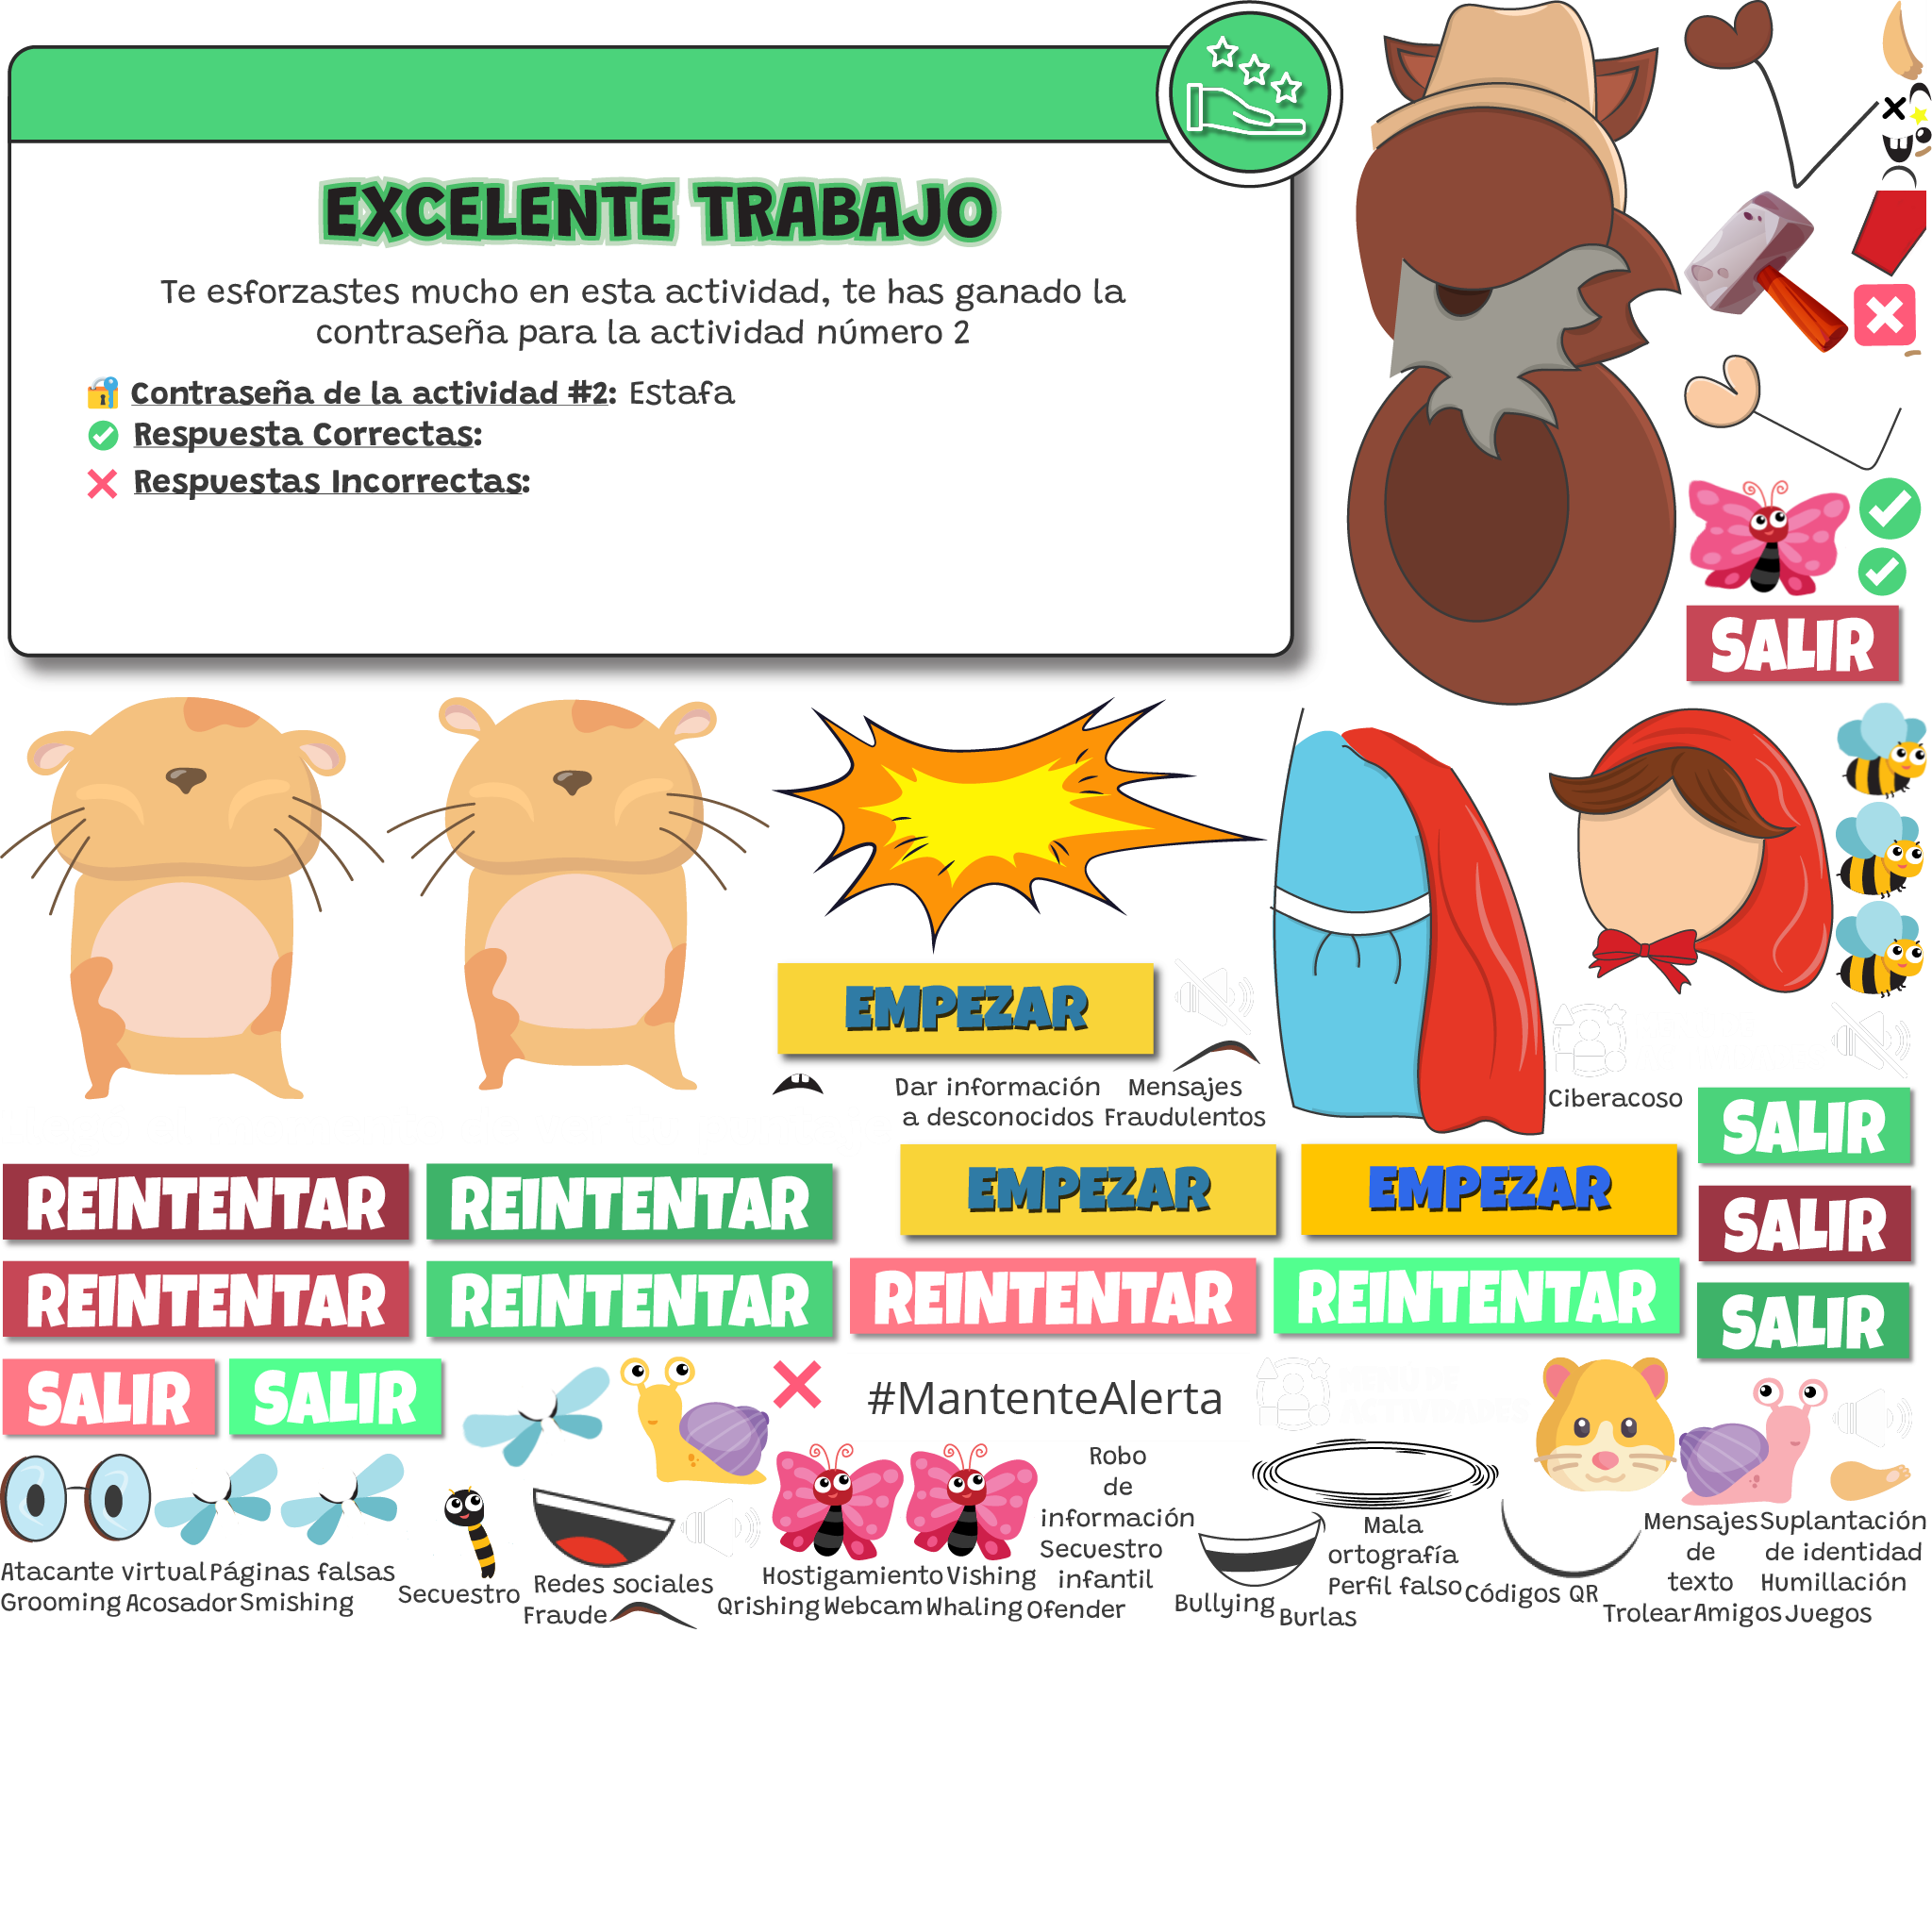 EXCELENTE TRABAJO
Te esforzastes mucho en esta actividad, te has ganado la
contraseña para la actividad número 2
Contraseña de la actividad #2: Estafa
Respuesta Correctas:
Respuestas Incorrectas:
SALIR
EMPEZAR
Dar información
a desconocidos
Mensajes
Fraudulentos
Ciberacoso
SALIR
REINTENTAR
REINTENTAR
EMPEZAR
EMPEZAR
SALIR
REINTENTAR
REINTENTAR
REINTENTAR
REINTENTAR
SALIR
SALIR
SALIR
#MantenteAlerta
Robo
de
información
Secuestro
infantil
Mala
ortografía
Perfil falso
Mensajes
de
texto
Suplantación
de identidad
Humillación
Atacante virtual
Páginas falsas
Grooming
Acosador
Smishing
Secuestro
Redes sociales
Fraude
Hostigamiento
Vishing
Qrishing
Webcam
Whaling
Ofender
Bullying
Burlas
Códigos QR
Trolear
Amigos
Juegos